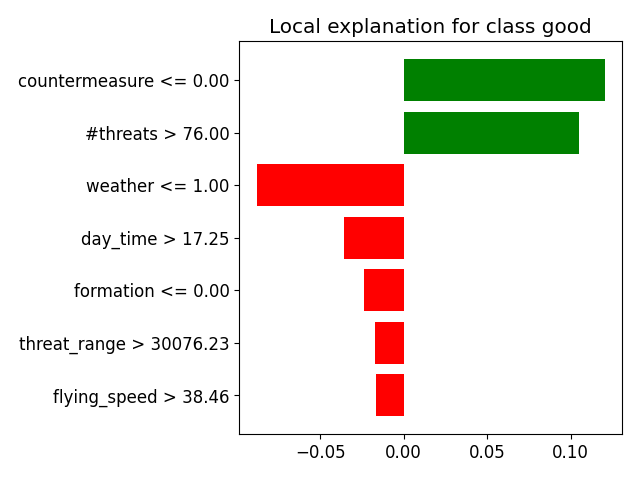 Local explanation for class good
countermeasure <= 0.00
#threats > 76.00
weather <= 1.00
day_time > 17.25
formation <= 0.00
threat_range > 30076.23
flying_speed > 38.46
−0.05 0.00 0.05 0.10